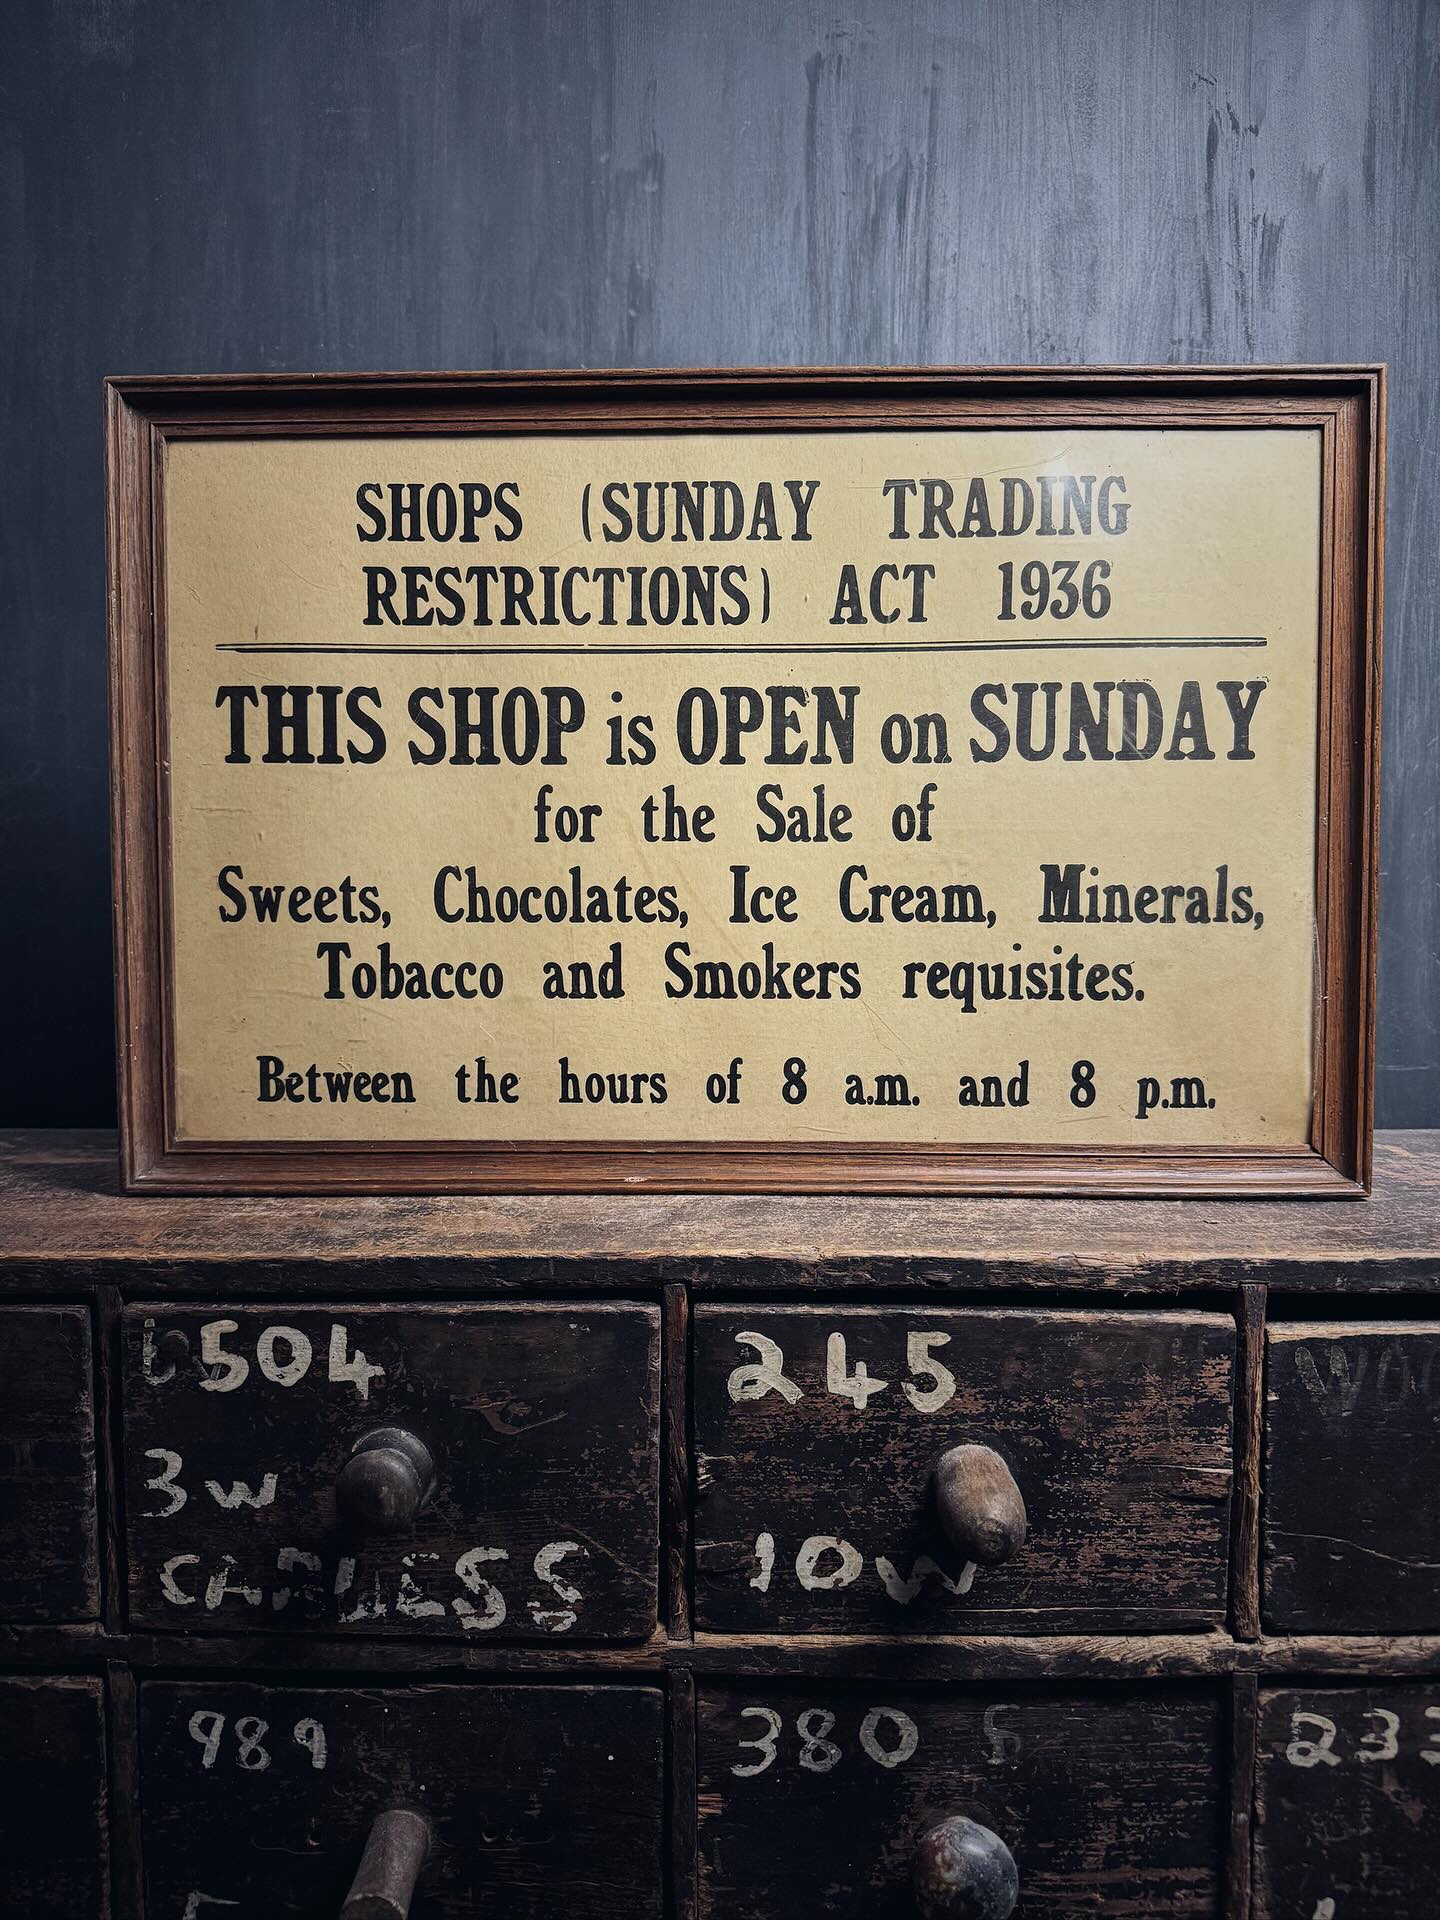 SHOPS (SUNDAY TRADING
RESTRICTIONS) ACT 1936
THIS SHOP is OPEN on SUNDAY
for the Sale of
Sweets, Chocolates, Ice Cream, Minerals,
Tobacco and Smokers requisites.
Between the hours of 8 a.m. and 8 p.m.
504
3w
245
10w
989
380
233